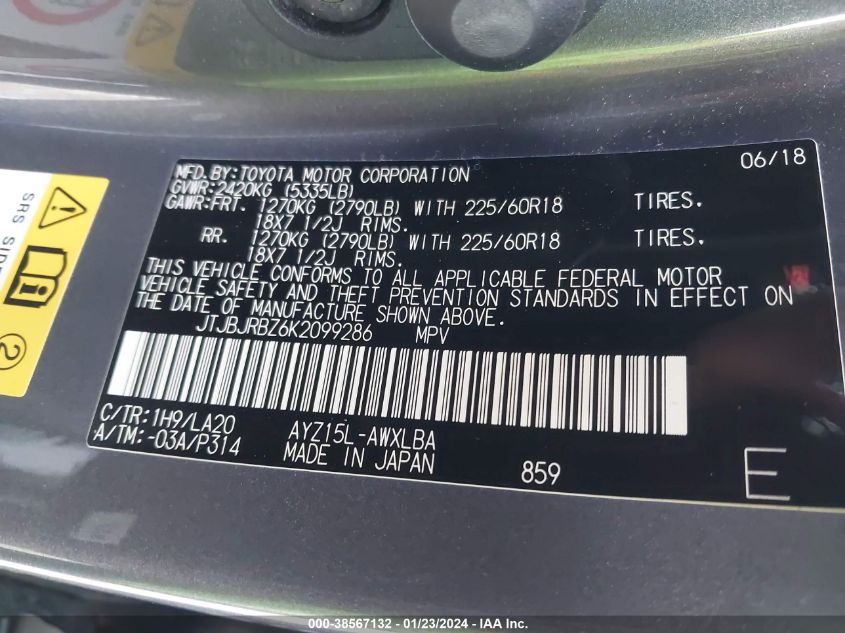 MFD. BY:TOYOTA MOTOR CORPORATION 06/18
GVWR:2420KG (5335LB)
GAWR:FRT. 1270KG (2790LB) WITH 225/60R18 TIRES.
18X7 1/2J RIMS.
RR. 1270KG (2790LB) WITH 225/60R18 TIRES.
18X7 1/2J RIMS.
THIS VEHICLE CONFORMS TO ALL APPLICABLE FEDERAL MOTOR
VEHICLE SAFETY AND THEFT PREVENTION STANDARDS IN EFFECT ON
THE DATE OF MANUFACTURE SHOWN ABOVE.
JTJBJRBZ6K2099286 MPV
C/TR:1H9/LA20 AYZ15L-AWXLBA
A/TM:-03A/P314 MADE IN JAPAN 859 E
SRS SIDE
2
000-38567132 / 01/23/2024 - IAA Inc.